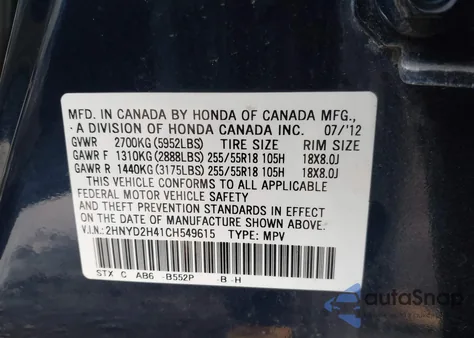 MFD. IN CANADA BY HONDA OF CANADA MFG.,
A DIVISION OF HONDA CANADA INC. 07/'12
GVWR 2700KG (5952LBS) TIRE SIZE RIM SIZE
GAWR F 1310KG (2888LBS) 255/55R18 105H 18X8.0J
GAWR R 1440KG (3175LBS) 255/55R18 105H 18X8.0J
THIS VEHICLE CONFORMS TO ALL APPLICABLE
FEDERAL MOTOR VEHICLE SAFETY
AND THEFT PREVENTION STANDARDS IN EFFECT
ON THE DATE OF MANUFACTURE SHOWN ABOVE.
V.I.N.: 2HNYD2H41CH549615 TYPE: MPV
STX C AB6 -B552P -B -H
autoSnap